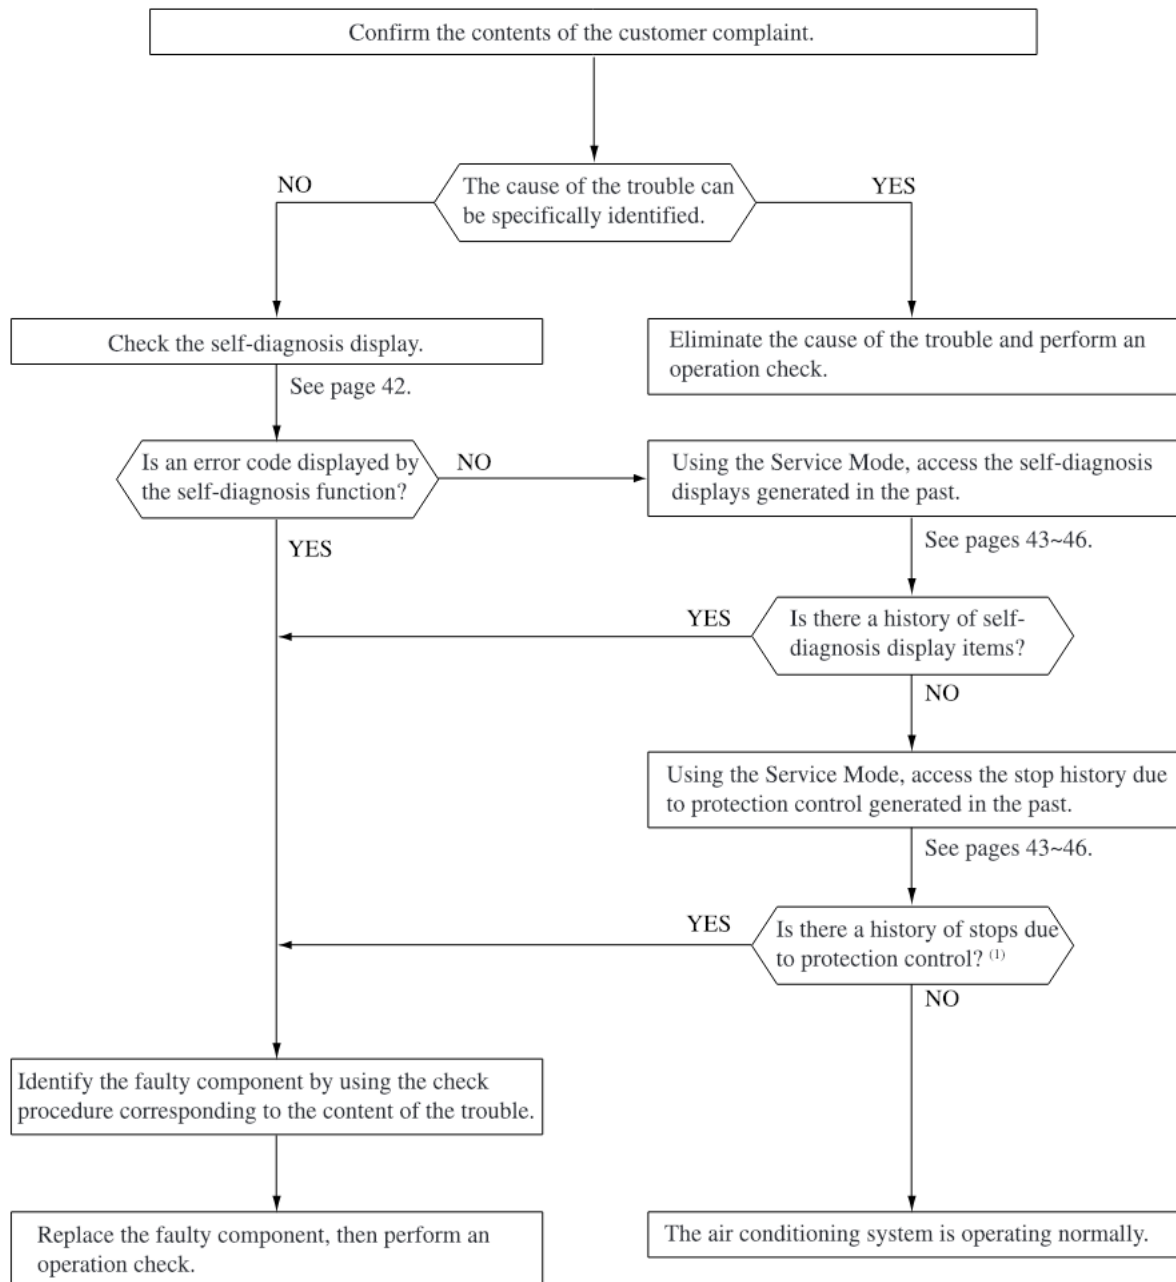 Confirm the contents of the customer complaint.
NO
The cause of the trouble can
be specifically identified.
YES
Check the self-diagnosis display.
Eliminate the cause of the trouble and perform an
operation check.
See page 42.
Is an error code displayed by
the self-diagnosis function?
NO
Using the Service Mode, access the self-diagnosis
displays generated in the past.
YES
See pages 43~46.
YES
Is there a history of self-
diagnosis display items?
NO
Using the Service Mode, access the stop history due
to protection control generated in the past.
See pages 43~46.
YES
Is there a history of stops due
to protection control? (1)
NO
Identify the faulty component by using the check
procedure corresponding to the content of the trouble.
Replace the faulty component, then perform an
operation check.
The air conditioning system is operating normally.